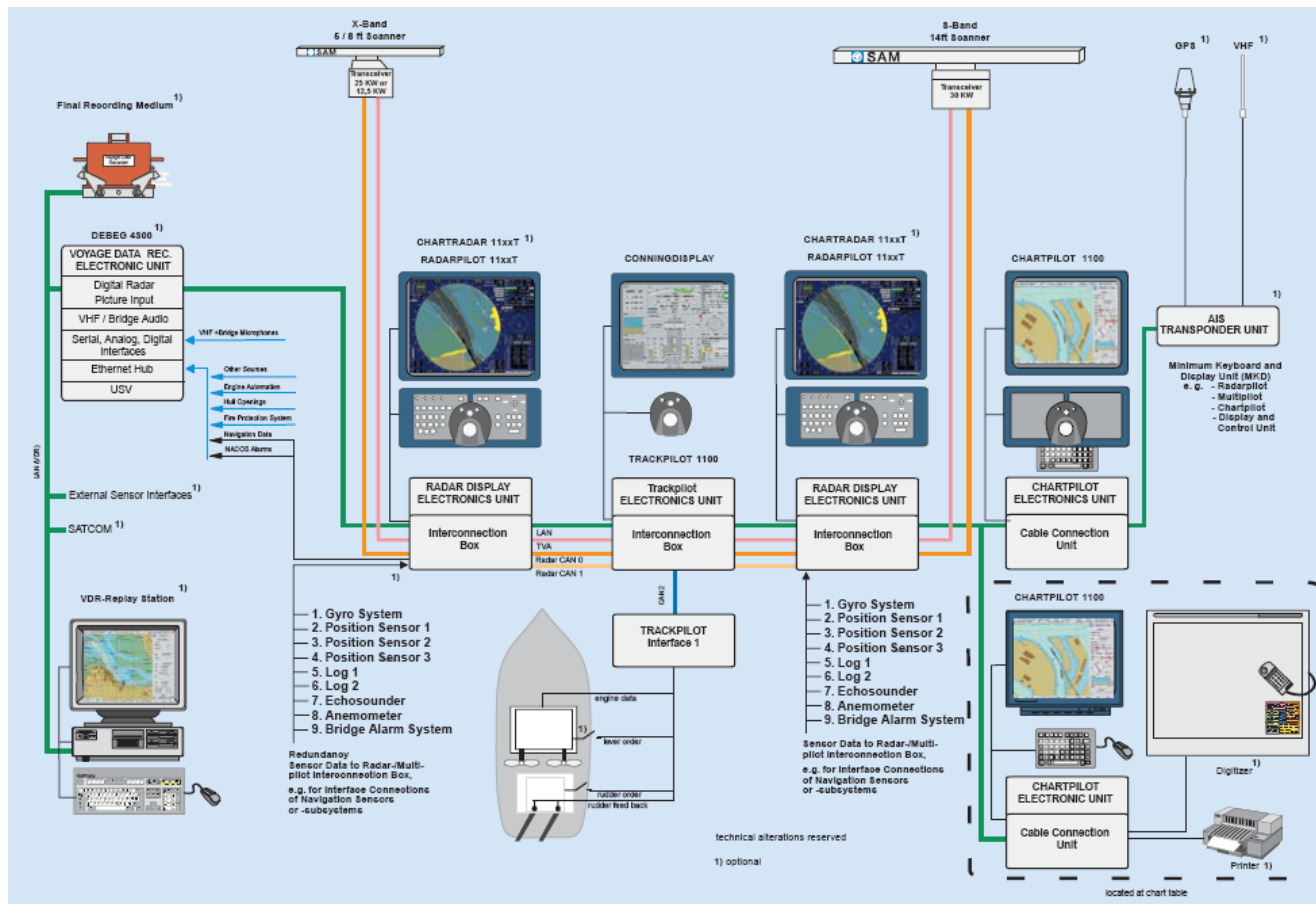 X-Band
6 / 8 ft Scanner
SAM
Transceiver
25 KW or
12,5 KW
S-Band
14ft Scanner
SAM
Transceiver
30 KW
GPS 1)
VHF 1)
Final Recording Medium 1)
Voyage Data
Recorder
DEBEG 4300 1)
VOYAGE DATA REC.
ELECTRONIC UNIT
Digital Radar
Picture Input
VHF / Bridge Audio
Serial, Analog, Digital
Interfaces
Ethernet Hub
USV
VHF +Bridge Microphones
Other Sources
Engine Automation
Hull Openings
Fire Protection System
Navigation Data
NACOS Alarms
LAN (VDR)
External Sensor Interfaces 1)
SATCOM 1)
VDR-Replay Station 1)
CHARTRADAR 11xxT 1)
RADARPILOT 11xxT
CONNINGDISPLAY
CHARTRADAR 11xxT 1)
RADARPILOT 11xxT
CHARTPILOT 1100
1)
AIS
TRANSPONDER UNIT
Minimum Keyboard and
Display Unit (MKD)
e.g. - Radarpilot
- Multipilot
- Chartpilot
- Display and
Control Unit
TRACKPILOT 1100
RADAR DISPLAY
ELECTRONICS UNIT
Interconnection
Box
Trackpilot
ELECTRONICS UNIT
Interconnection
Box
RADAR DISPLAY
ELECTRONICS UNIT
Interconnection
Box
CHARTPILOT
ELECTRONICS UNIT
Cable Connection
Unit
LAN
TVA
Radar CAN 0
Radar CAN 1
CAN2
1)
1. Gyro System
2. Position Sensor 1
3. Position Sensor 2
4. Position Sensor 3
5. Log 1
6. Log 2
7. Echosounder
8. Anemometer
9. Bridge Alarm System
Redundancy
Sensor Data to Radar-/Multi-
pilot Interconnection Box,
e.g. for Interface Connections
of Navigation Sensors
or -subsystems
TRACKPILOT
Interface 1
engine data
1)
lever order
rudder order
rudder feed back
1. Gyro System
2. Position Sensor 1
3. Position Sensor 2
4. Position Sensor 3
5. Log 1
6. Log 2
7. Echosounder
8. Anemometer
9. Bridge Alarm System
Sensor Data to Radar-/Multi-
pilot Interconnection Box,
e.g. for Interface Connections
of Navigation Sensors
or -subsystems
technical alterations reserved
1) optional
CHARTPILOT 1100
CHARTPILOT
ELECTRONIC UNIT
Cable Connection
Unit
1)
Digitizer
Printer 1)
located at chart table